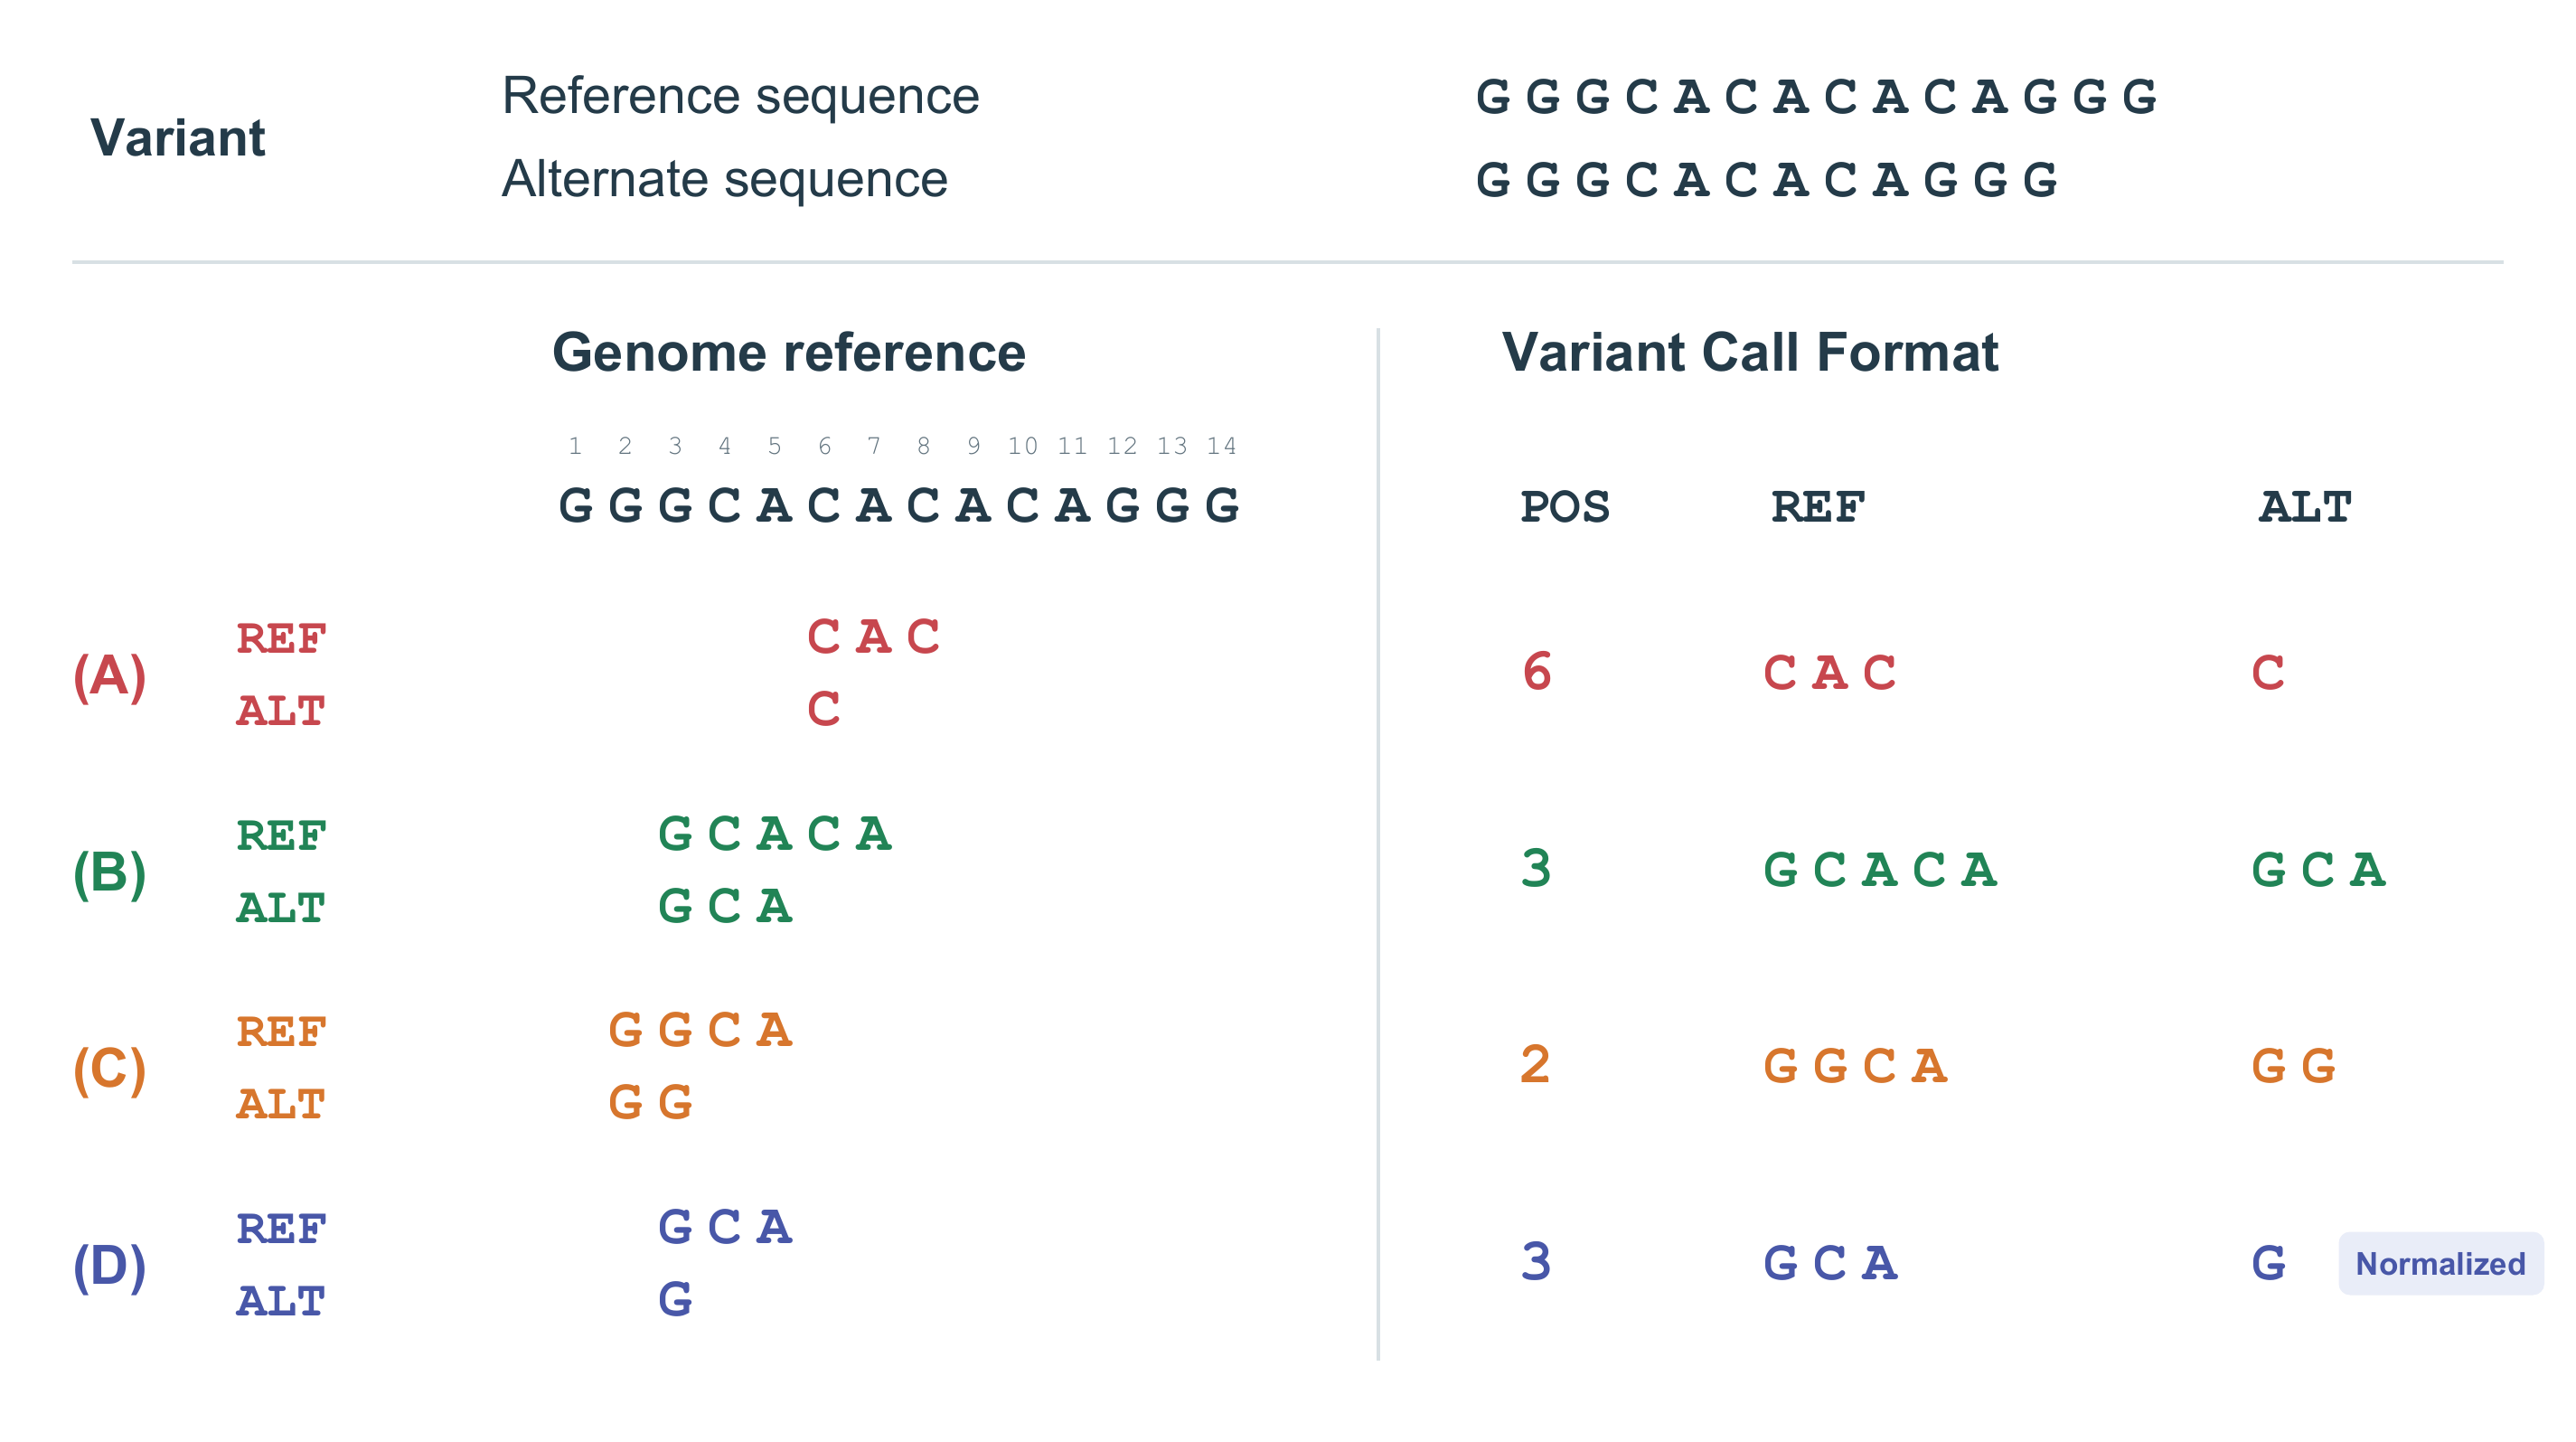 Variant
Reference sequence G G G C A C A C A C A G G G
Alternate sequence G G G C A C A C A G G G
Genome reference
Variant Call Format
1 2 3 4 5 6 7 8 9 10 11 12 13 14
G G G C A C A C A C A G G G
POS REF ALT
(A)
REF C A C
ALT C
6 C A C C
(B)
REF G C A C A
ALT G C A
3 G C A C A G C A
(C)
REF G G C A
ALT G G
2 G G C A G G
(D)
REF G C A
ALT G
3 G C A G Normalized